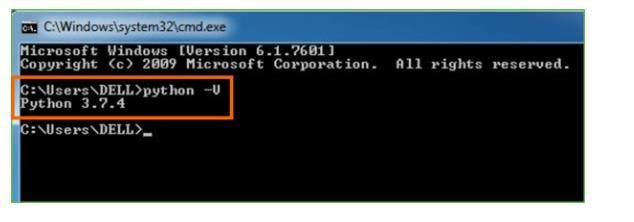 C:\Windows\system32\cmd.exe
Microsoft Windows [Version 6.1.7601]
Copyright (c) 2009 Microsoft Corporation.  All rights reserved.
C:\Users\DELL>python -V
Python 3.7.4
C:\Users\DELL>_